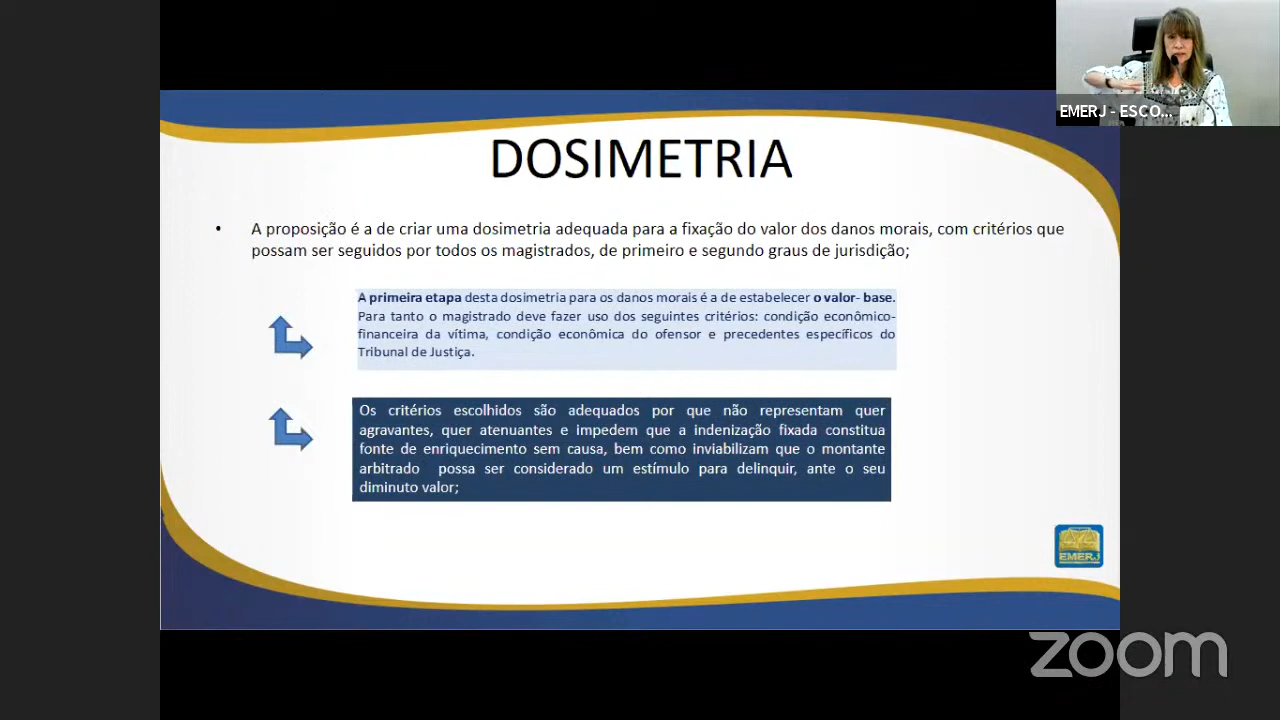 EMERJ - ESCO...
DOSIMETRIA
• A proposição é a de criar uma dosimetria adequada para a fixação do valor dos danos morais, com critérios que
possam ser seguidos por todos os magistrados, de primeiro e segundo graus de jurisdição;
A primeira etapa desta dosimetria para os danos morais é a de estabelecer o valor- base.
Para tanto o magistrado deve fazer uso dos seguintes critérios: condição econômico-
financeira da vítima, condição econômica do ofensor e precedentes específicos do
Tribunal de Justiça.
Os critérios escolhidos são adequados por que não representam quer
agravantes, quer atenuantes e impedem que a indenização fixada constitua
fonte de enriquecimento sem causa, bem como inviabilizam que o montante
arbitrado possa ser considerado um estímulo para delinquir, ante o seu
diminuto valor;
EMERJ
zoom